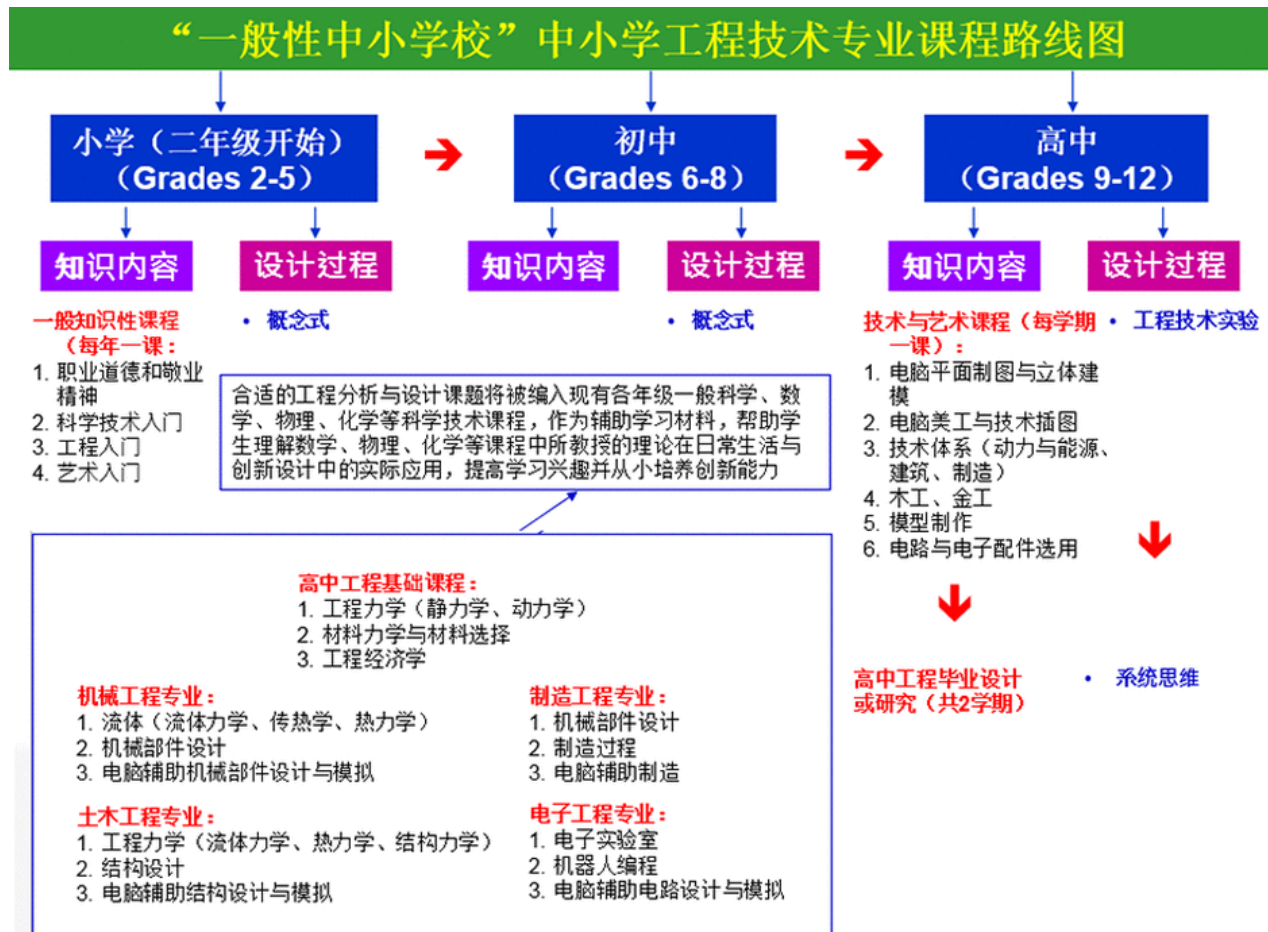 “一般性中小学校”中小学工程技术专业课程路线图
小学（二年级开始）
（Grades 2-5）
初中
（Grades 6-8）
高中
（Grades 9-12）
知识内容
设计过程
知识内容
设计过程
知识内容
设计过程
一般知识性课程
（每年一课：
1. 职业道德和敬业
精神
2. 科学技术入门
3. 工程入门
4. 艺术入门
• 概念式
• 概念式
技术与艺术课程（每学期
一课）：
1. 电脑平面制图与立体建
模
2. 电脑美工与技术插图
3. 技术体系（动力与能源、
建筑、制造）
4. 木工、金工
5. 模型制作
6. 电路与电子配件选用
• 工程技术实验
合适的工程分析与设计课题将被编入现有各年级一般科学、数
学、物理、化学等科学技术课程，作为辅助学习材料，帮助学
生理解数学、物理、化学等课程中所教授的理论在日常生活与
创新设计中的实际应用，提高学习兴趣并从小培养创新能力
高中工程基础课程：
1. 工程力学（静力学、动力学）
2. 材料力学与材料选择
3. 工程经济学
机械工程专业：
1. 流体（流体力学、传热学、热力学）
2. 机械部件设计
3. 电脑辅助机械部件设计与模拟
制造工程专业：
1. 机械部件设计
2. 制造过程
3. 电脑辅助制造
土木工程专业：
1. 工程力学（流体力学、热力学、结构力学）
2. 结构设计
3. 电脑辅助结构设计与模拟
电子工程专业：
1. 电子实验室
2. 机器人编程
3. 电脑辅助电路设计与模拟
高中工程毕业设计
或研究（共2学期）
• 系统思维